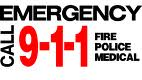 EMERGENCY
CALL
9-1-1
FIRE
POLICE
MEDICAL